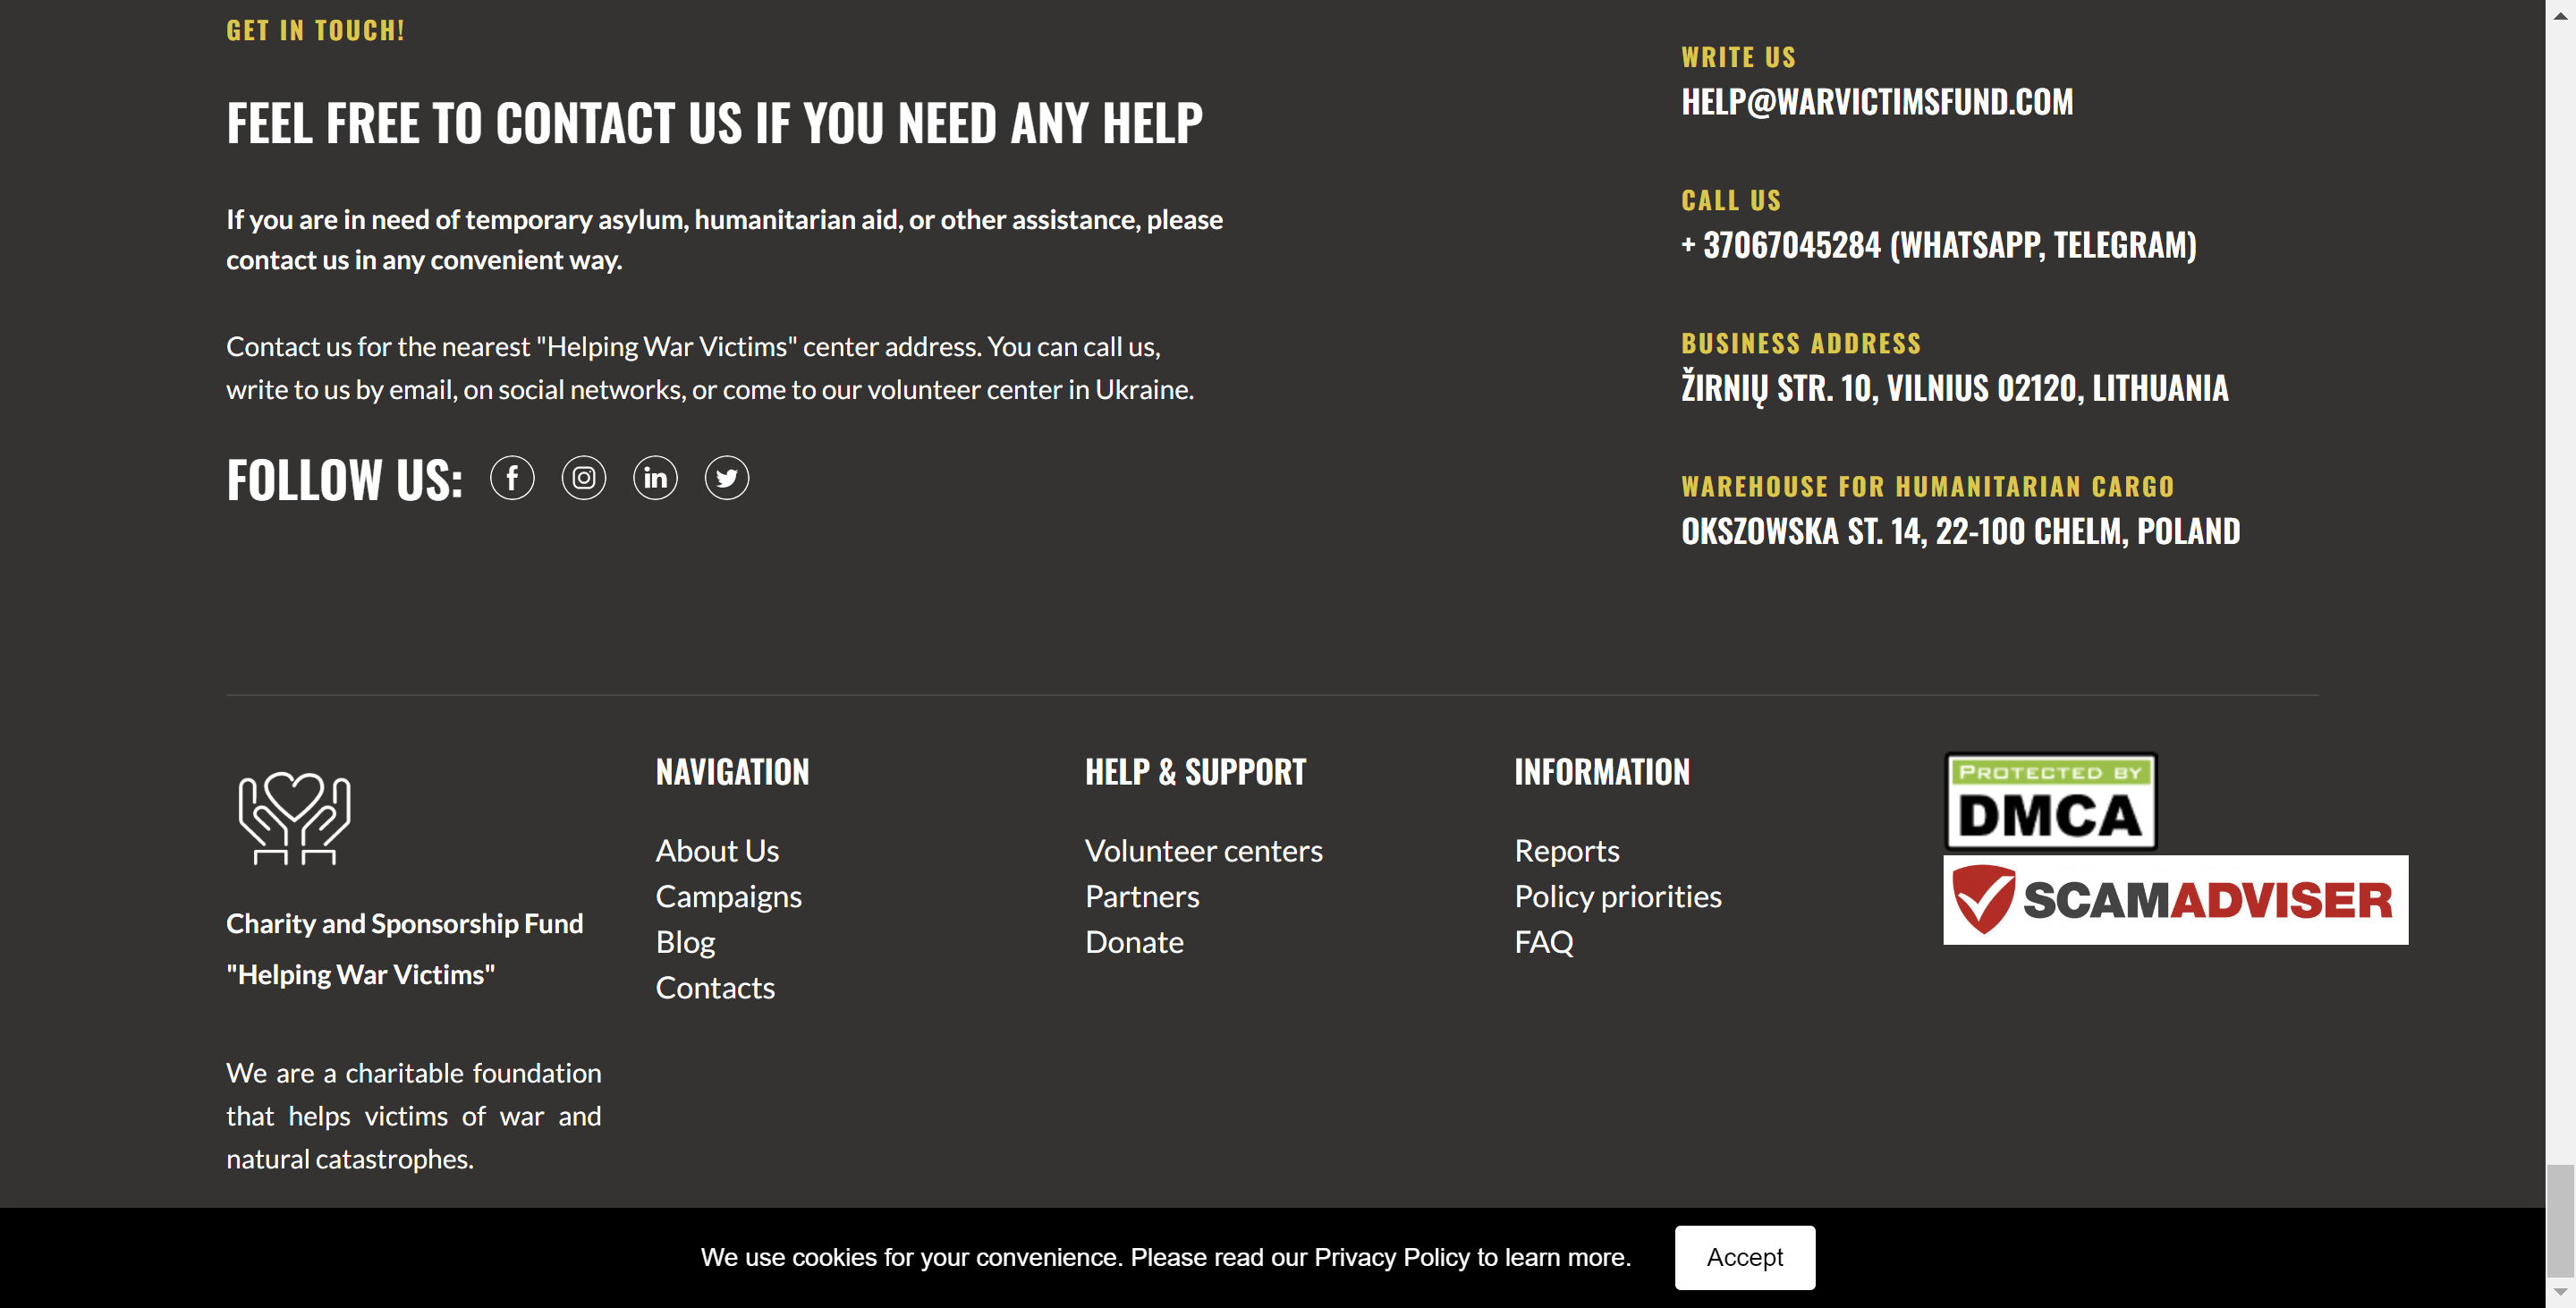 GET IN TOUCH!
FEEL FREE TO CONTACT US IF YOU NEED ANY HELP
If you are in need of temporary asylum, humanitarian aid, or other assistance, please
contact us in any convenient way.
Contact us for the nearest "Helping War Victims" center address. You can call us,
write to us by email, on social networks, or come to our volunteer center in Ukraine.
FOLLOW US:
WRITE US
HELP@WARVICTIMSFUND.COM
CALL US
+ 37067045284 (WHATSAPP, TELEGRAM)
BUSINESS ADDRESS
ŽIRNIŲ STR. 10, VILNIUS 02120, LITHUANIA
WAREHOUSE FOR HUMANITARIAN CARGO
OKSZOWSKA ST. 14, 22-100 CHELM, POLAND
Charity and Sponsorship Fund
"Helping War Victims"
We are a charitable foundation
that helps victims of war and
natural catastrophes.
NAVIGATION
About Us
Campaigns
Blog
Contacts
HELP & SUPPORT
Volunteer centers
Partners
Donate
INFORMATION
Reports
Policy priorities
FAQ
PROTECTED BY
DMCA
SCAMADVISER
We use cookies for your convenience. Please read our Privacy Policy to learn more.
Accept